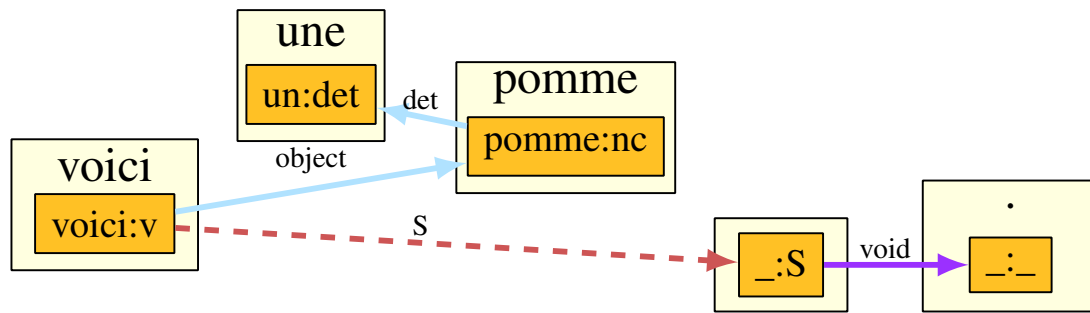 une
un:det
det
pomme
pomme:nc
object
voici
voici:v
S
_:S
void
.
_:_